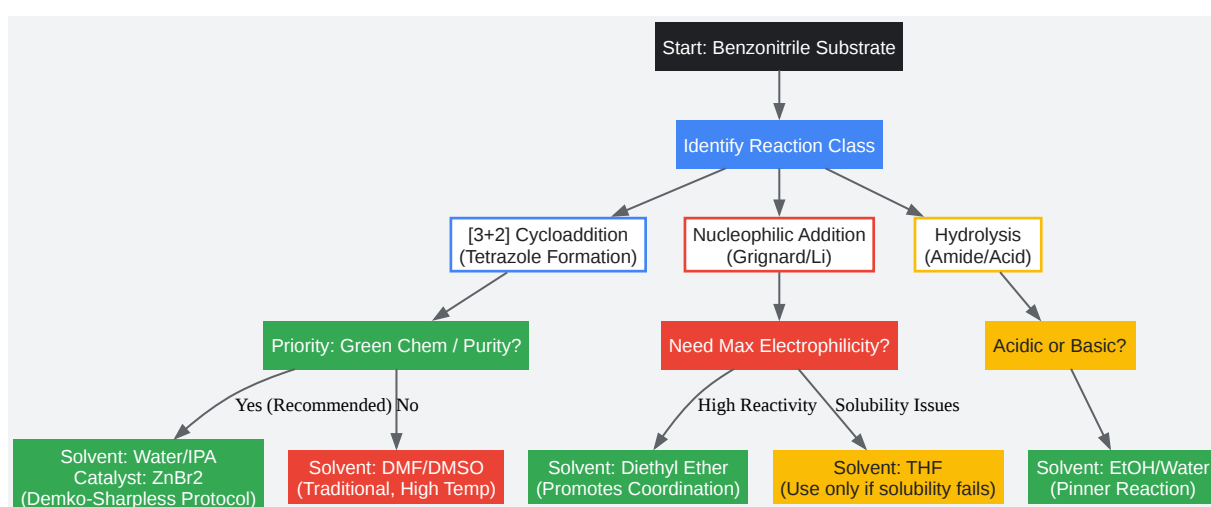 Start: Benzonitrile Substrate
Identify Reaction Class
[3+2] Cycloaddition
(Tetrazole Formation)
Nucleophilic Addition
(Grignard/Li)
Hydrolysis
(Amide/Acid)
Priority: Green Chem / Purity?
Need Max Electrophilicity?
Acidic or Basic?
Yes (Recommended)
No
High Reactivity
Solubility Issues
Solvent: Water/IPA
Catalyst: ZnBr2
(Demko-Sharpless Protocol)
Solvent: DMF/DMSO
(Traditional, High Temp)
Solvent: Diethyl Ether
(Promotes Coordination)
Solvent: THF
(Use only if solubility fails)
Solvent: EtOH/Water
(Pinner Reaction)